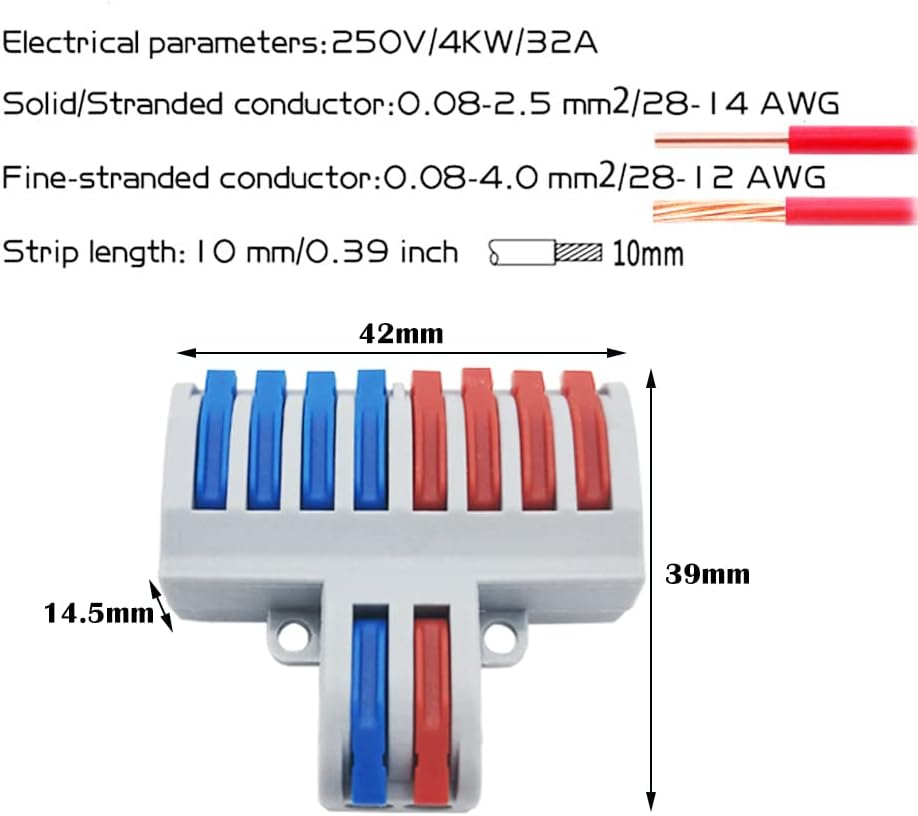 Electrical parameters:250V/4KW/32A
Solid/Stranded conductor:0.08-2.5 mm2/28-14 AWG
Fine-stranded conductor:0.08-4.0 mm2/28-12 AWG
Strip length: 10 mm/0.39 inch 10mm
42mm
39mm
14.5mm